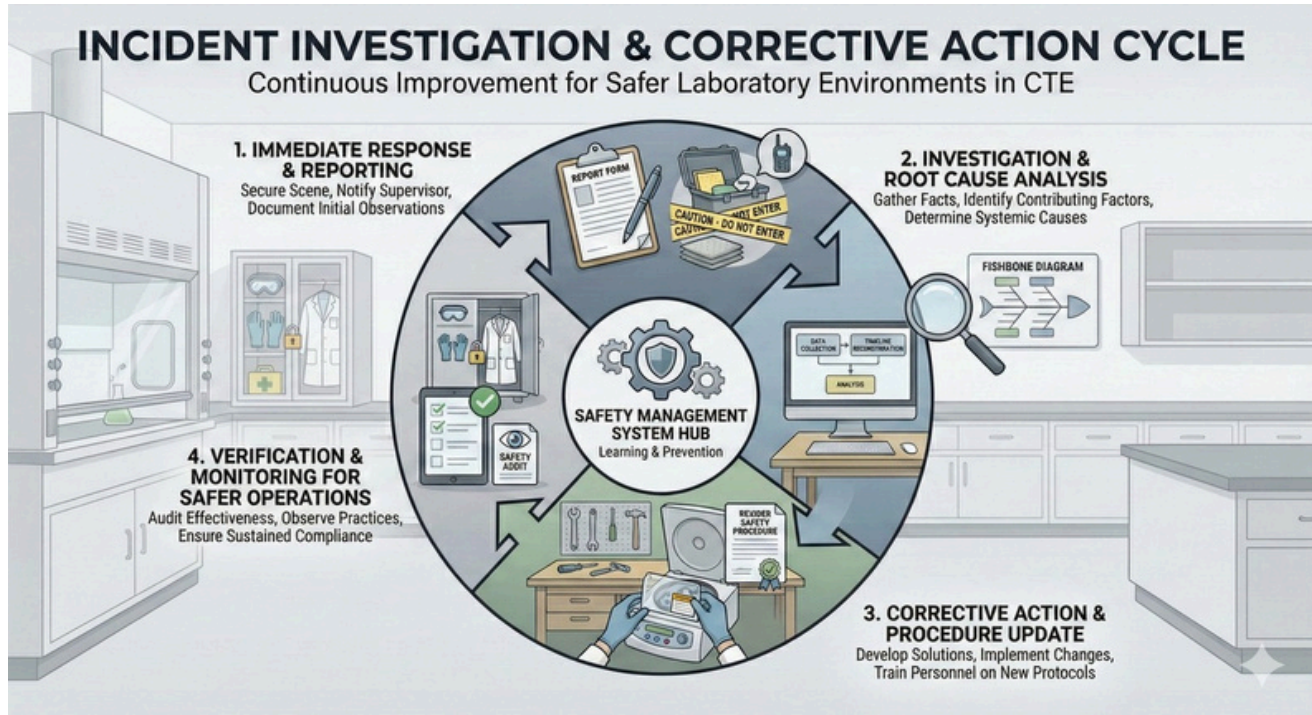 INCIDENT INVESTIGATION & CORRECTIVE ACTION CYCLE
Continuous Improvement for Safer Laboratory Environments in CTE
1. IMMEDIATE RESPONSE
& REPORTING
Secure Scene, Notify Supervisor,
Document Initial Observations
REPORT FORM
CAUTION - DO NOT ENTER
2. INVESTIGATION &
ROOT CAUSE ANALYSIS
Gather Facts, Identify Contributing Factors,
Determine Systemic Causes
FISHBONE DIAGRAM
DATA
COLLECTION
TIMELINE
ANALYSIS
SAFETY MANAGEMENT
SYSTEM HUB
Learning & Prevention
SAFETY
4. VERIFICATION &
MONITORING FOR
SAFER OPERATIONS
Audit Effectiveness, Observe Practices,
Ensure Sustained Compliance
SAFETY
PROCEDURE
3. CORRECTIVE ACTION &
PROCEDURE UPDATE
Develop Solutions, Implement Changes,
Train Personnel on New Protocols